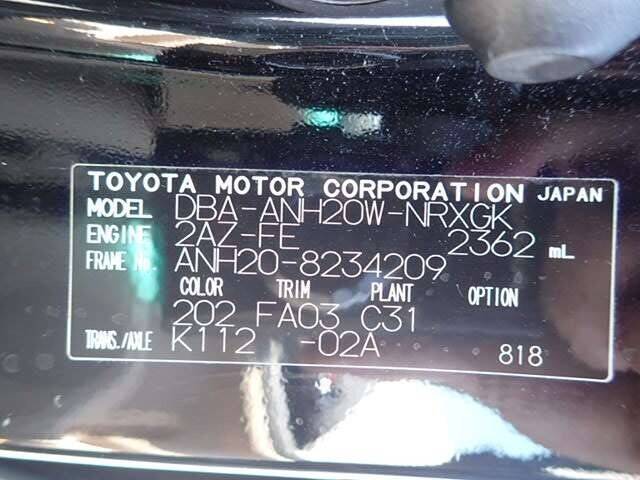 TOYOTA MOTOR CORPORATION JAPAN
MODEL DBA-ANH20W-NRXGK
ENGINE 2AZ-FE 2362 mL
FRAME No. ANH20-8234209
COLOR TRIM PLANT OPTION
202 FA03 C31
TRANS./AXLE K112 -02A 818